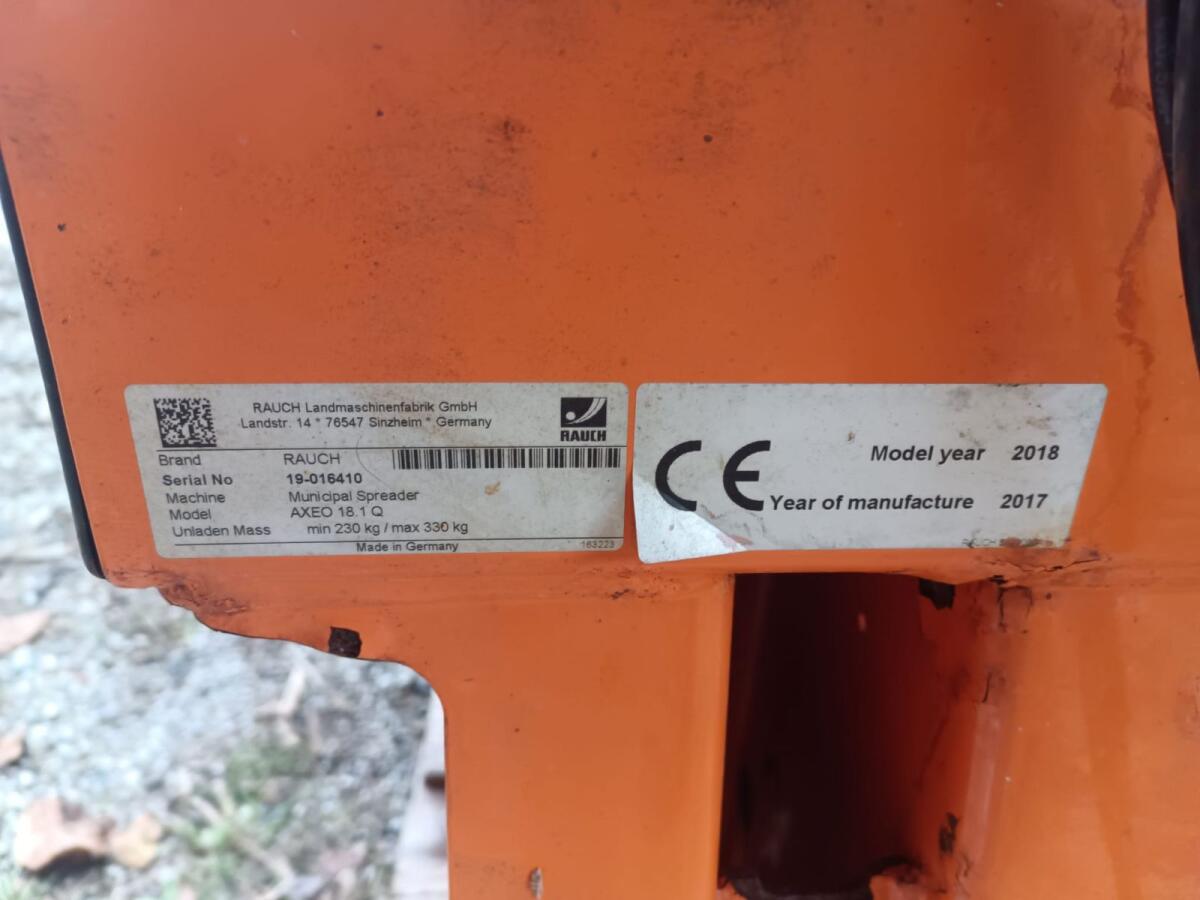 RAUCH Landmaschinenfabrik GmbH
Landstr. 14 * 76547 Sinzheim * Germany
RAUCH
Brand RAUCH
Serial No 19-016410
Machine Municipal Spreader
Model AXEO 18.1 Q
Unladen Mass min 230 kg / max 330 kg
Made in Germany 163223
CE
Model year 2018
Year of manufacture 2017
RAUCH